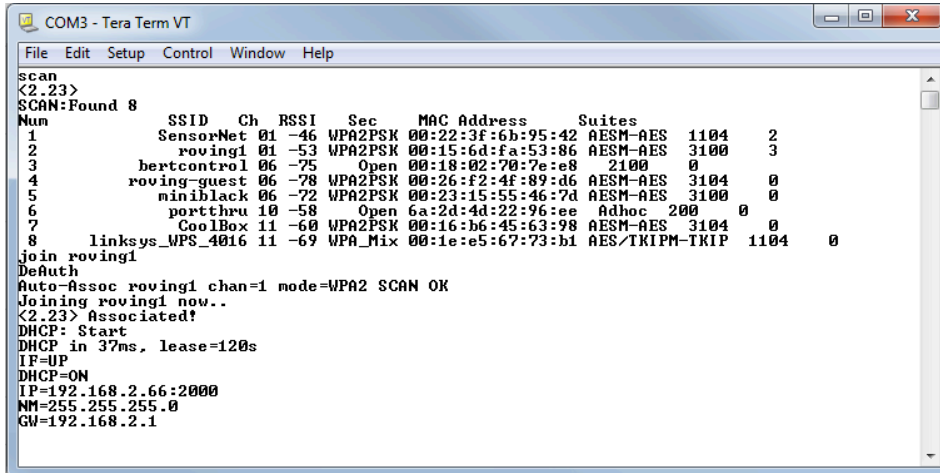 COM3 - Tera Term VT
File Edit Setup Control Window Help
scan
<2.23>
SCAN:Found 8
Num SSID Ch RSSI Sec MAC Address Suites
1 SensorNet 01 -46 WPA2PSK 00:22:3f:6b:95:42 AESM-AES 1104 2
2 roving1 01 -53 WPA2PSK 00:15:6d:fa:53:86 AESM-AES 3100 3
3 bertcontrol 06 -75 Open 00:18:02:70:7e:e8 2100 0
4 roving-guest 06 -78 WPA2PSK 00:26:f2:4f:89:d6 AESM-AES 3104 0
5 miniblack 06 -72 WPA2PSK 00:23:15:55:46:7d AESM-AES 3100 0
6 portthru 10 -58 Open 6a:2d:4d:22:96:ee Adhoc 200 0
7 CoolBox 11 -60 WPA2PSK 00:16:b6:45:63:98 AESM-AES 3104 0
8 linksys_WPS_4016 11 -69 WPA_Mix 00:1e:e5:67:73:b1 AES/TKIPM-TKIP 1104 0
join roving1
DeAuth
Auto-Assoc roving1 chan=1 mode=WPA2 SCAN OK
Joining roving1 now..
<2.23> Associated!
DHCP: Start
DHCP in 37ms, lease=120s
IF=UP
DHCP=ON
IP=192.168.2.66:2000
NM=255.255.255.0
GW=192.168.2.1